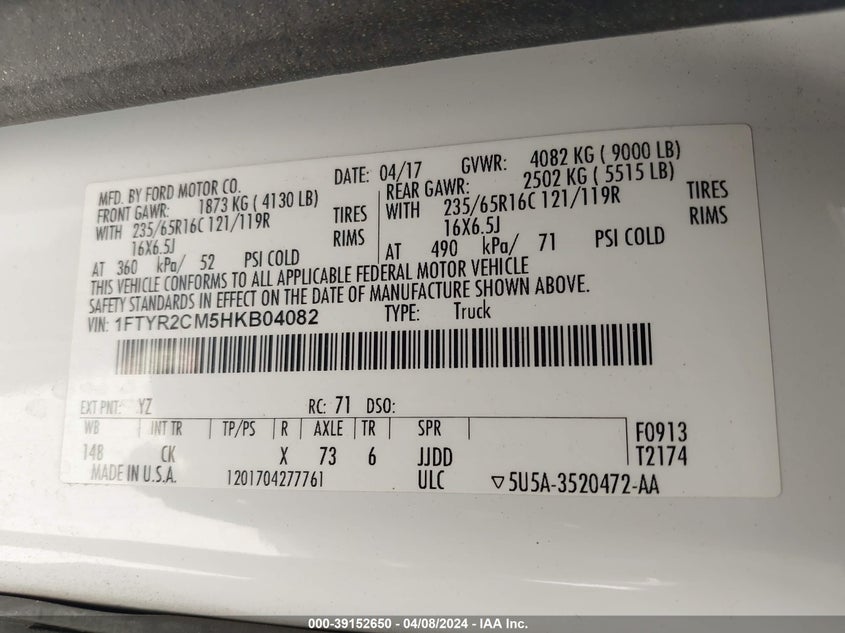 MFD. BY FORD MOTOR CO. DATE: 04/17 GVWR: 4082 KG ( 9000 LB)
FRONT GAWR: 1873 KG ( 4130 LB) REAR GAWR: 2502 KG ( 5515 LB)
WITH 235/65R16C 121/119R TIRES WITH 235/65R16C 121/119R TIRES
16X6.5J RIMS 16X6.5J RIMS
AT 360 kPa/ 52 PSI COLD AT 490 kPa/ 71 PSI COLD
THIS VEHICLE CONFORMS TO ALL APPLICABLE FEDERAL MOTOR VEHICLE
SAFETY STANDARDS IN EFFECT ON THE DATE OF MANUFACTURE SHOWN ABOVE.
VIN: 1FTYR2CM5HKB04082 TYPE: Truck
EXT PNT: YZ RC: 71 DSO:
WB INT TR TP/PS R AXLE TR SPR F0913
148 CK X 73 6 JJDD T2174
MADE IN U.S.A. 1201704277761 ULC ▽5U5A-3520472-AA
000-39152650 - 04/08/2024 - IAA Inc.